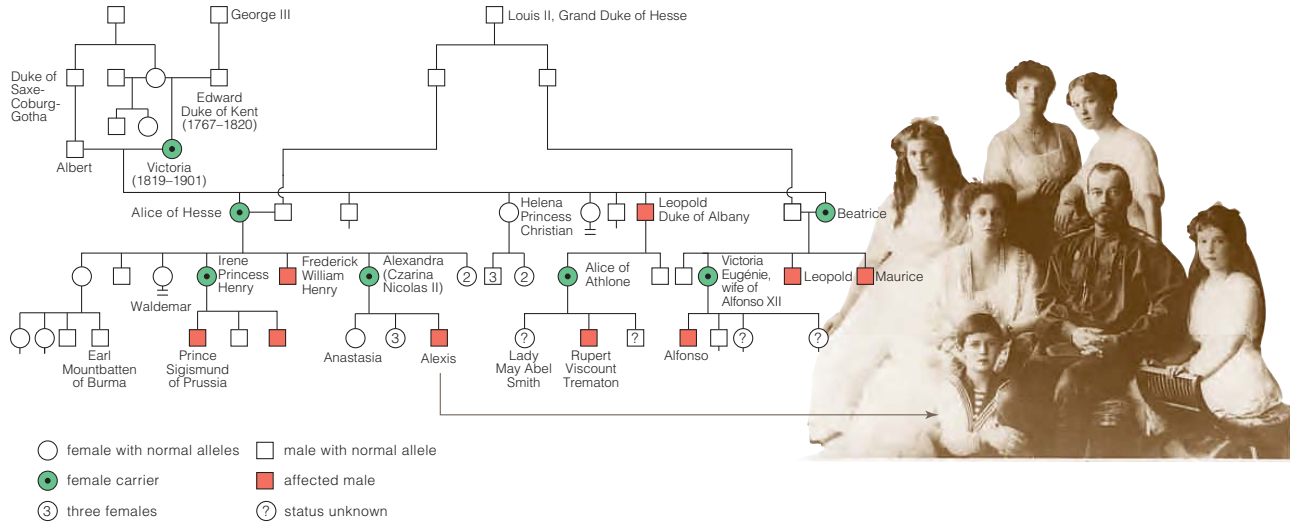 George III
Louis II, Grand Duke of Hesse
Duke of
Saxe-
Coburg-
Gotha
Edward
Duke of Kent
(1767–1820)
Albert
Victoria
(1819–1901)
Alice of Hesse
Helena
Princess
Christian
Leopold
Duke of Albany
Beatrice
Waldemar
Irene
Princess
Henry
Frederick
William
Henry
Alexandra
(Czarina
Nicolas II)
2
3
2
Alice of
Athlone
Victoria
Eugénie,
wife of
Alfonso XII
Leopold
Maurice
Earl
Mountbatten
of Burma
Prince
Sigismund
of Prussia
Anastasia
3
Alexis
?
Lady
May Abel
Smith
Rupert
Viscount
Trematon
?
Alfonso
?
?
female with normal alleles
male with normal allele
female carrier
affected male
3 three females
? status unknown